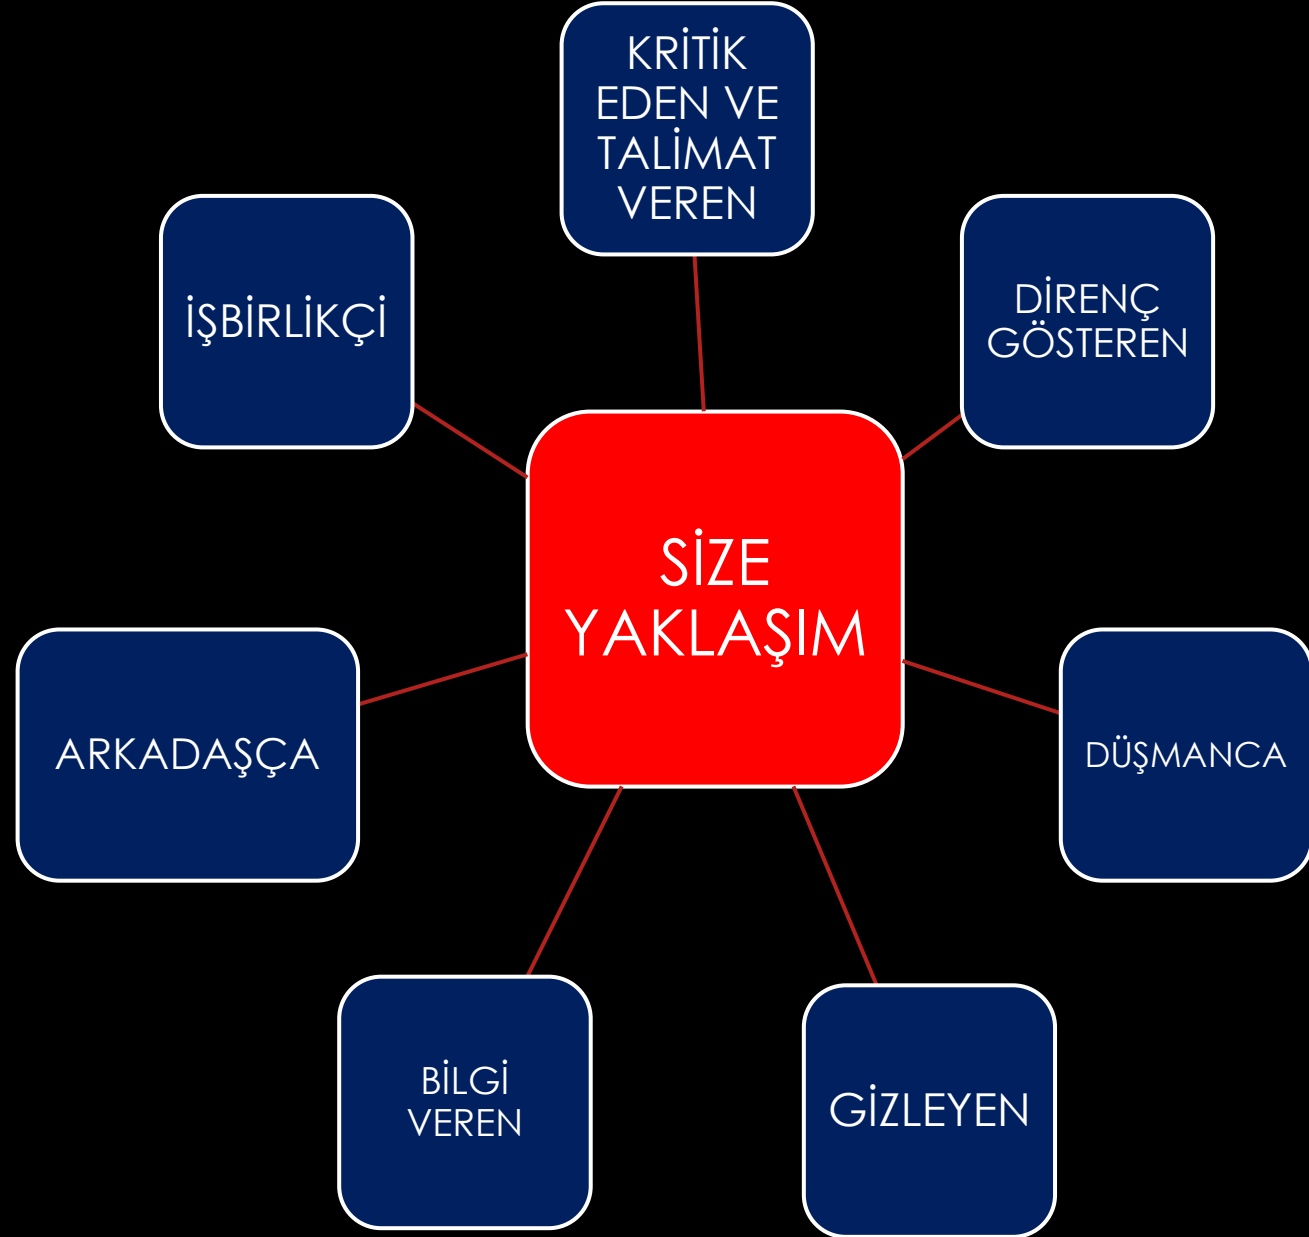 KRİTİK
EDEN VE
TALİMAT
VEREN
İŞBİRLİKÇİ
DİRENÇ
GÖSTEREN
SİZE
YAKLAŞIM
ARKADAŞÇA
DÜŞMANCA
BİLGİ
VEREN
GİZLEYEN